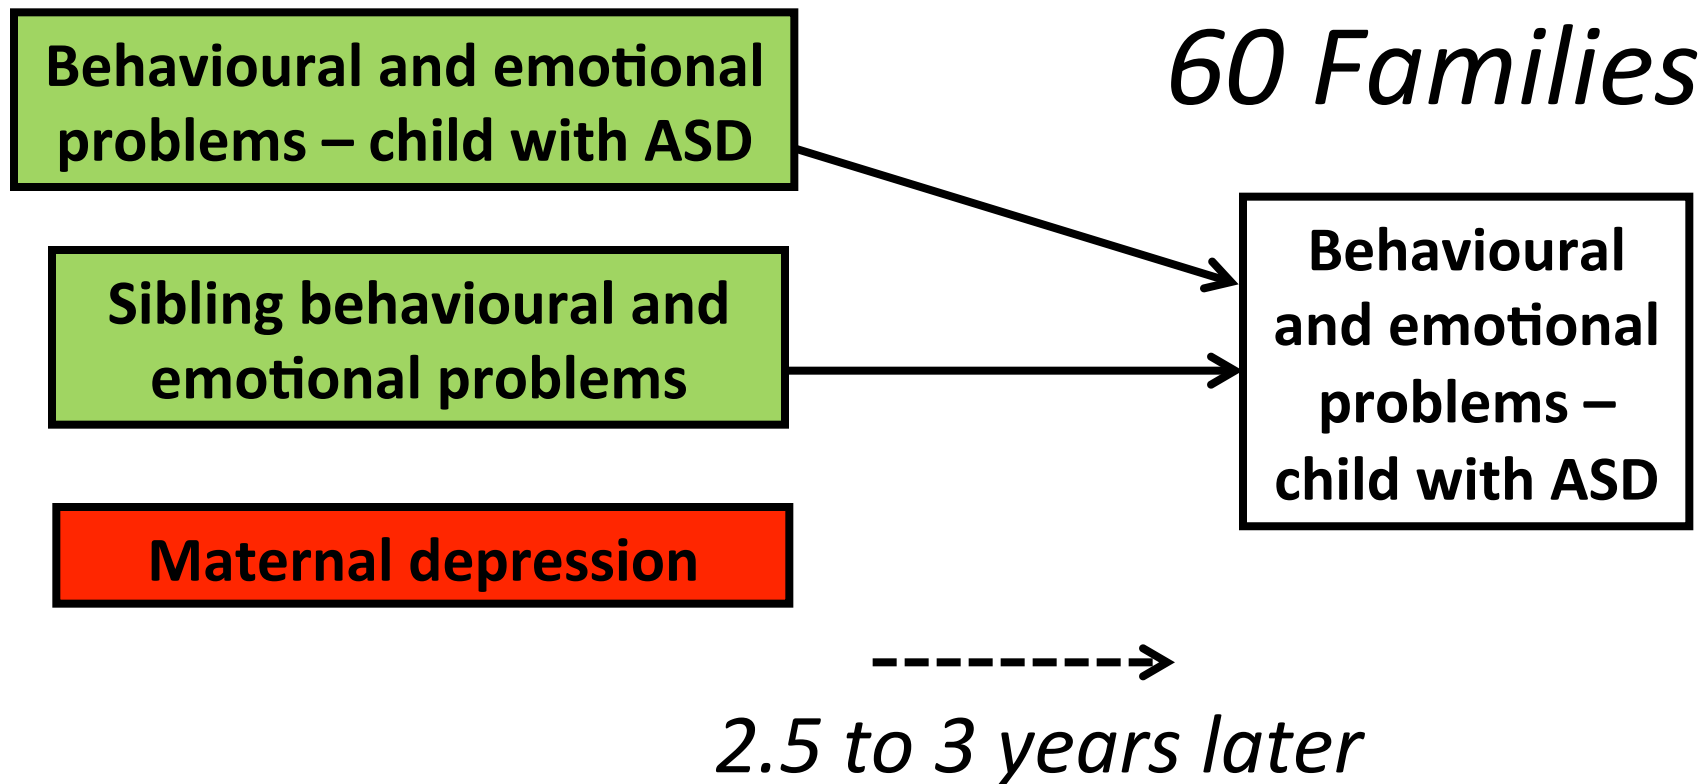 Behavioural and emotional
problems – child with ASD
60 Families
Sibling behavioural and
emotional problems
Behavioural
and emotional
problems –
child with ASD
Maternal depression
2.5 to 3 years later